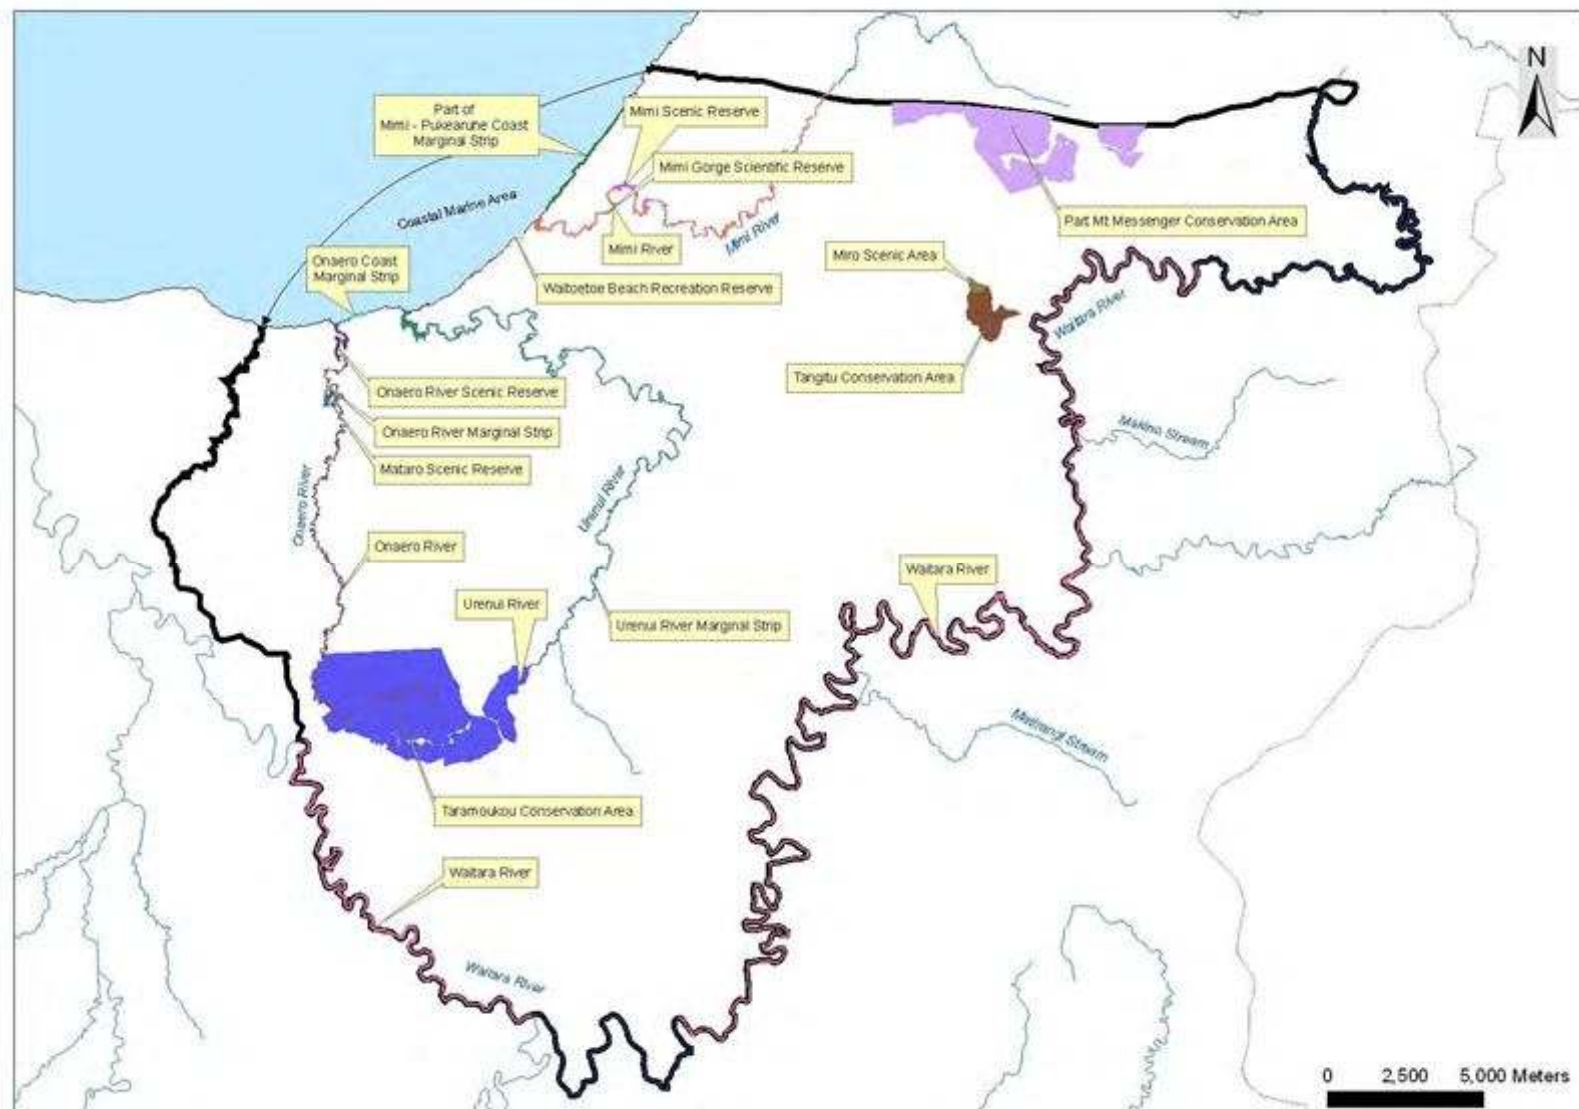 N
Part of
Mimi - Pukearuhe Coast
Marginal Strip
Mimi Scenic Reserve
Mimi Gorge Scientific Reserve
Coastal Marine Area
Mimi River
Mimi River
Part Mt Messenger Conservation Area
Onaero Coast
Marginal Strip
Miro Scenic Area
Waitoetoe Beach Recreation Reserve
Waitara River
Tangitu Conservation Area
Onaero River Scenic Reserve
Onaero River Marginal Strip
Makino Stream
Mataro Scenic Reserve
Onaero River
Urenui River
Onaero River
Waitara River
Urenui River
Urenui River Marginal Strip
Stream
Taramoukou Conservation Area
Waitara River
Waitara River
0 2,500 5,000 Meters